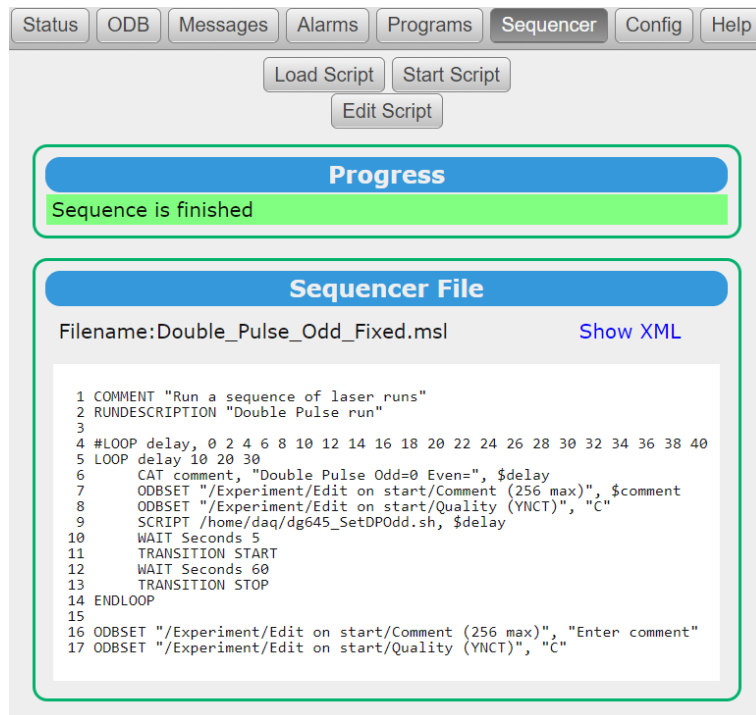 Status ODB Messages Alarms Programs Sequencer Config Help
Load Script Start Script
Edit Script
Progress
Sequence is finished
Sequencer File
Filename:Double_Pulse_Odd_Fixed.msl Show XML
1 COMMENT "Run a sequence of laser runs"
2 RUNDESCRIPTION "Double Pulse run"
3
4 #LOOP delay, 0 2 4 6 8 10 12 14 16 18 20 22 24 26 28 30 32 34 36 38 40
5 LOOP delay 10 20 30
6 CAT comment, "Double Pulse Odd=0 Even=", $delay
7 ODBSET "/Experiment/Edit on start/Comment (256 max)", $comment
8 ODBSET "/Experiment/Edit on start/Quality (YNCT)", "C"
9 SCRIPT /home/daq/dg645_SetDPOdd.sh, $delay
10 WAIT Seconds 5
11 TRANSITION START
12 WAIT Seconds 60
13 TRANSITION STOP
14 ENDLOOP
15
16 ODBSET "/Experiment/Edit on start/Comment (256 max)", "Enter comment"
17 ODBSET "/Experiment/Edit on start/Quality (YNCT)", "C"